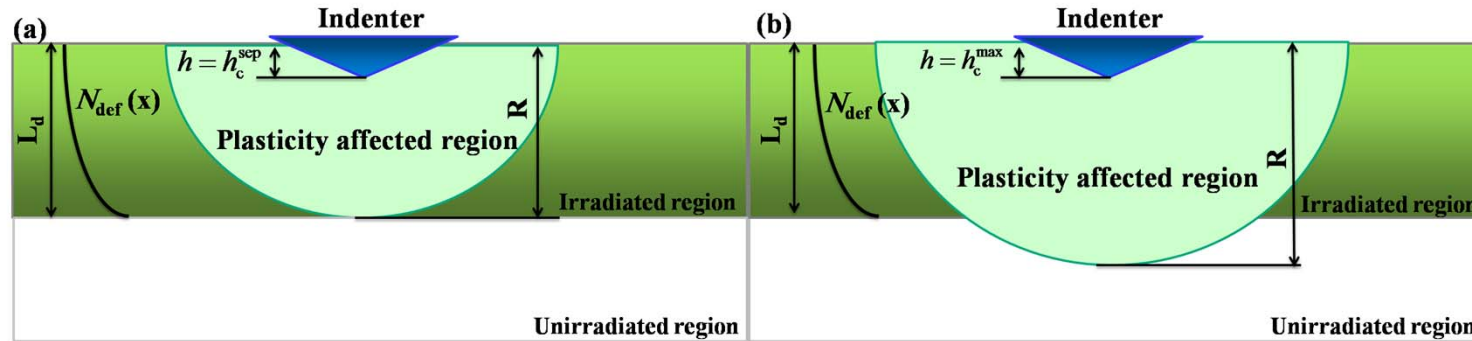 (a)
Indenter
h = h_c^sep
N_def (x)
L_d
R
Plasticity affected region
Irradiated region
Unirradiated region
(b)
Indenter
h = h_c^max
N_def (x)
L_d
R
Plasticity affected region
Irradiated region
Unirradiated region